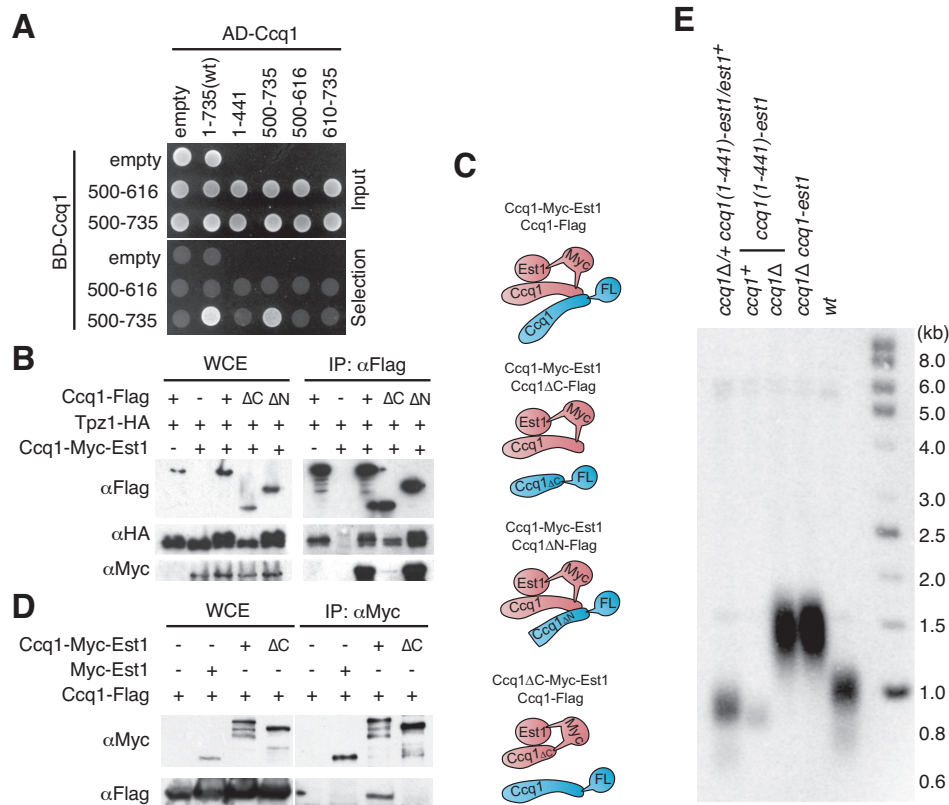 A
AD-Ccq1
empty
1-735(wt)
1-441
500-735
500-616
610-735
BD-Ccq1
empty
500-616
500-735
Input
empty
500-616
500-735
Selection
B
WCE
IP: αFlag
Ccq1-Flag + - + ΔC ΔN + - + ΔC ΔN
Tpz1-HA + + + + + + + + + +
Ccq1-Myc-Est1 - + + + + - + + + +
αFlag
αHA
αMyc
D
WCE
IP: αMyc
Ccq1-Myc-Est1 - - + ΔC - - + ΔC
Myc-Est1 - + - - - + - -
Ccq1-Flag + + + + + + + +
αMyc
αFlag
C
Ccq1-Myc-Est1
Ccq1-Flag
Est1
Myc
Ccq1
Ccq1
FL
Ccq1-Myc-Est1
Ccq1ΔC-Flag
Est1
Myc
Ccq1
Ccq1ΔC
FL
Ccq1-Myc-Est1
Ccq1ΔN-Flag
Est1
Myc
Ccq1
Ccq1ΔN
FL
Ccq1ΔC-Myc-Est1
Ccq1-Flag
Est1
Myc
Ccq1ΔC
Ccq1
FL
E
ccq1Δ/+ ccq1(1-441)-est1/est1+
ccq1+
ccq1Δ
ccq1(1-441)-est1
ccq1Δ ccq1-est1
wt
(kb)
8.0
6.0
5.0
4.0
3.0
2.5
2.0
1.5
1.0
0.8
0.6